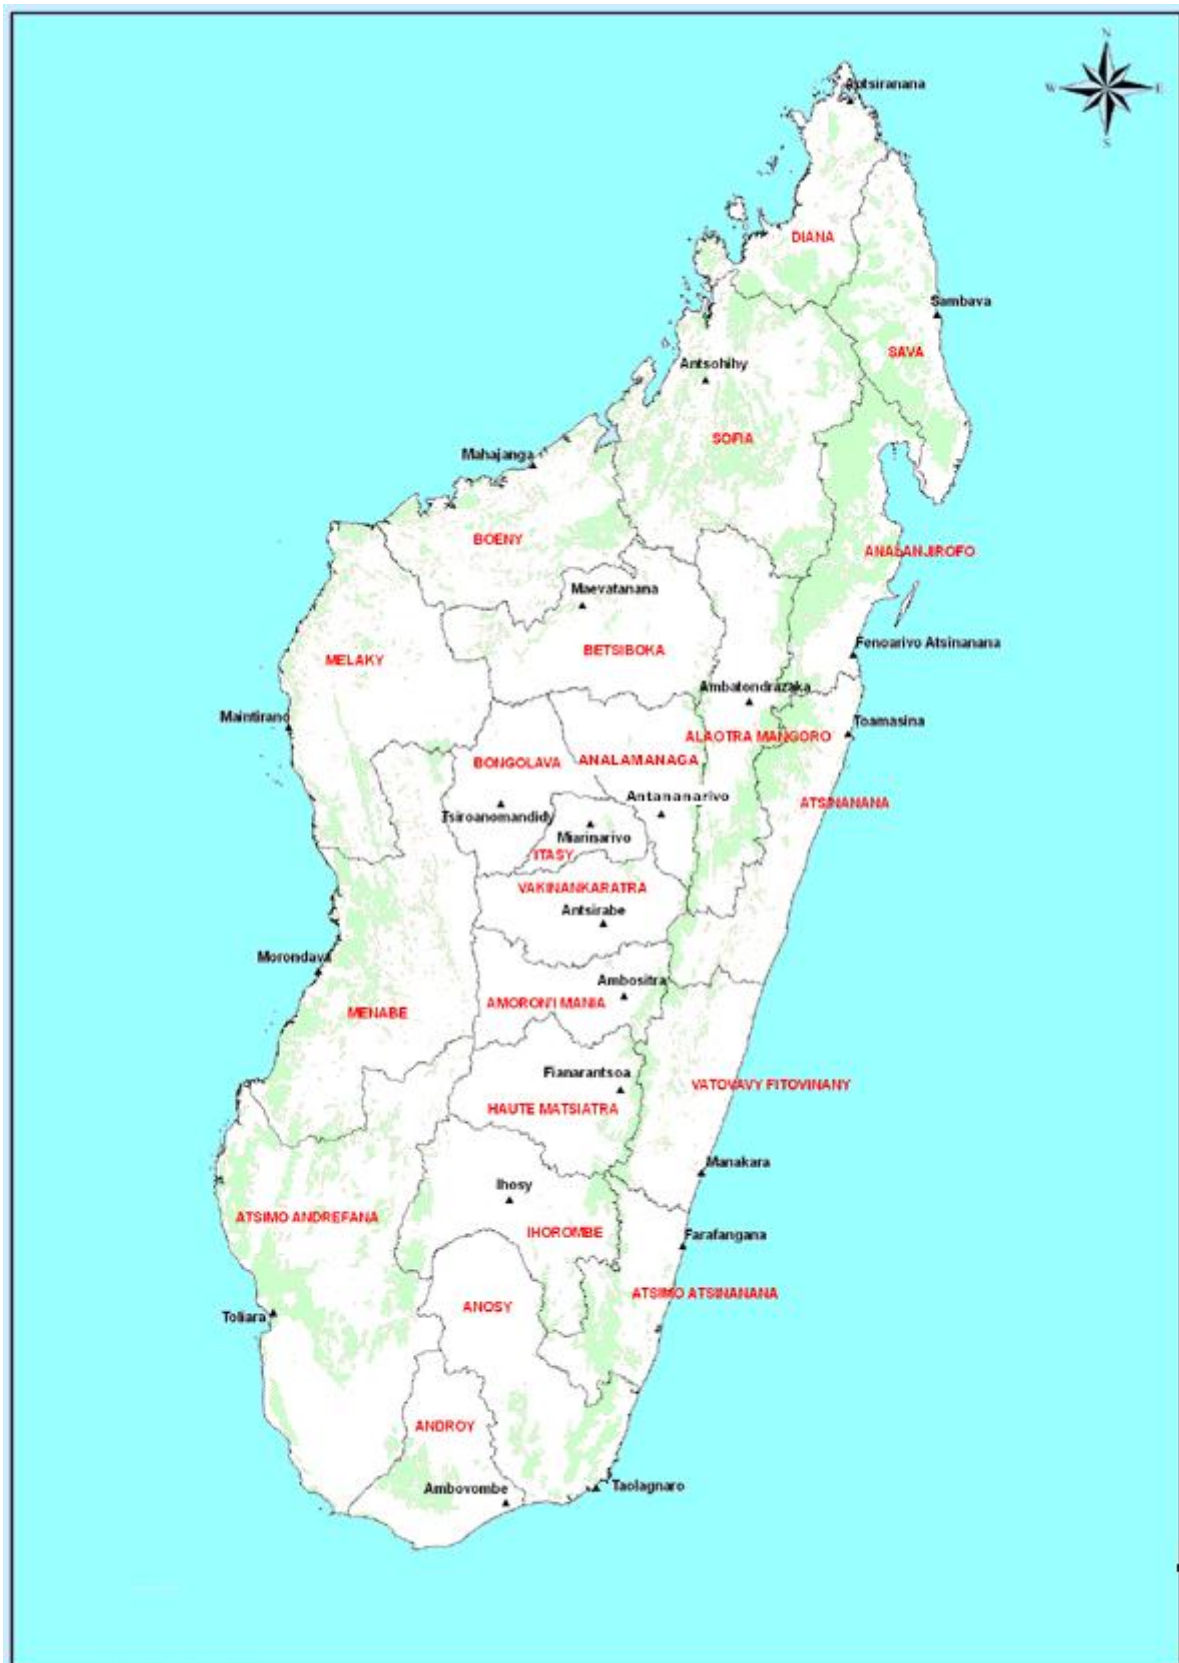 N
W E
S
Antsiranana
DIANA
Sambava
SAVA
Antsohihy
SOFIA
Mahajanga
BOENY
ANALANJIROFO
Maevatanana
BETSIBOKA
Fenoarivo Atsinanana
MELAKY
Ambatondrazaka
Maintirano
Toamasina
ALAOTRA MANGORO
BONGOLAVA
ANALAMANAGA
Antananarivo
ATSINANANA
Tsiroanomandidy
Miarinarivo
ITASY
VAKINANKARATRA
Antsirabe
Morondava
Ambositra
AMORON'I MANIA
MENABE
Fianarantsoa
VATOVAVY FITOVINANY
HAUTE MATSIATRA
Manakara
Ihosy
ATSIMO ANDREFANA
IHOROMBE
Farafangana
ATSIMO ATSINANANA
ANOSY
Toliara
ANDROY
Ambovombe
Taolagnaro